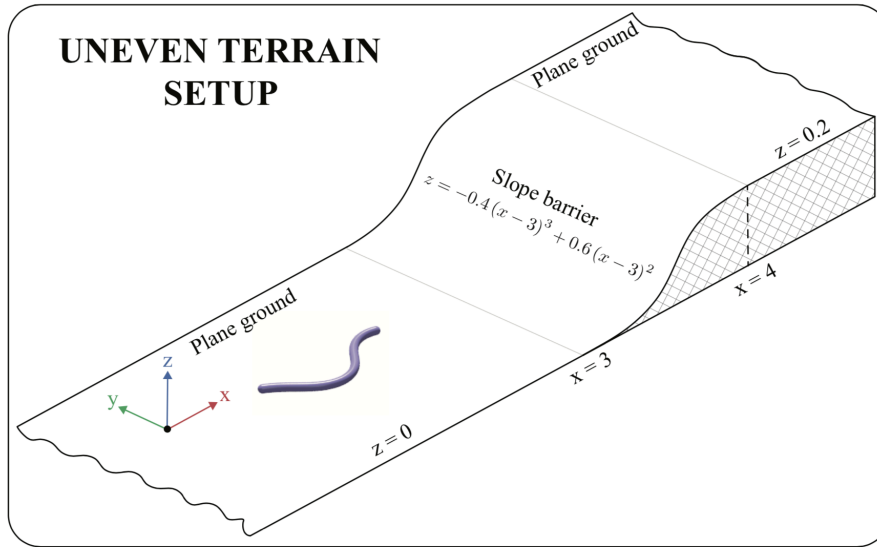 UNEVEN TERRAIN
SETUP
Plane ground
z = 0.2
Slope barrier
z = −0.4 (x − 3)³ + 0.6 (x − 3)²
x = 4
Plane ground
x = 3
z
y
x
z = 0